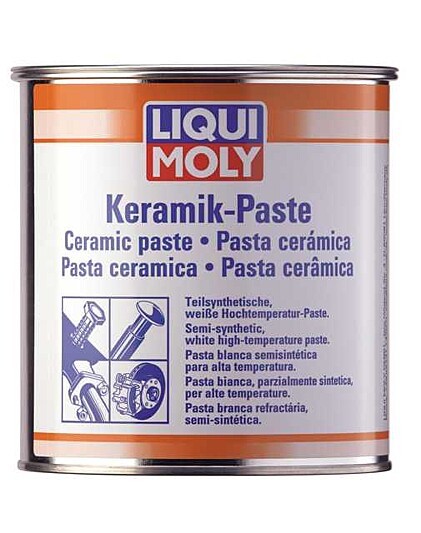 LIQUI
MOLY
Keramik-Paste
Ceramic paste • Pasta cerámica
Pasta ceramica • Pasta cerâmica
Teilsynthetische,
weiße Hochtemperatur-Paste.
Semi-synthetic,
white high-temperature paste.
Pasta blanca semisintética
para alta temperatura.
Pasta bianca, parzialmente sintetica,
per alte temperature.
Pasta branca refractária,
semi-sintética.